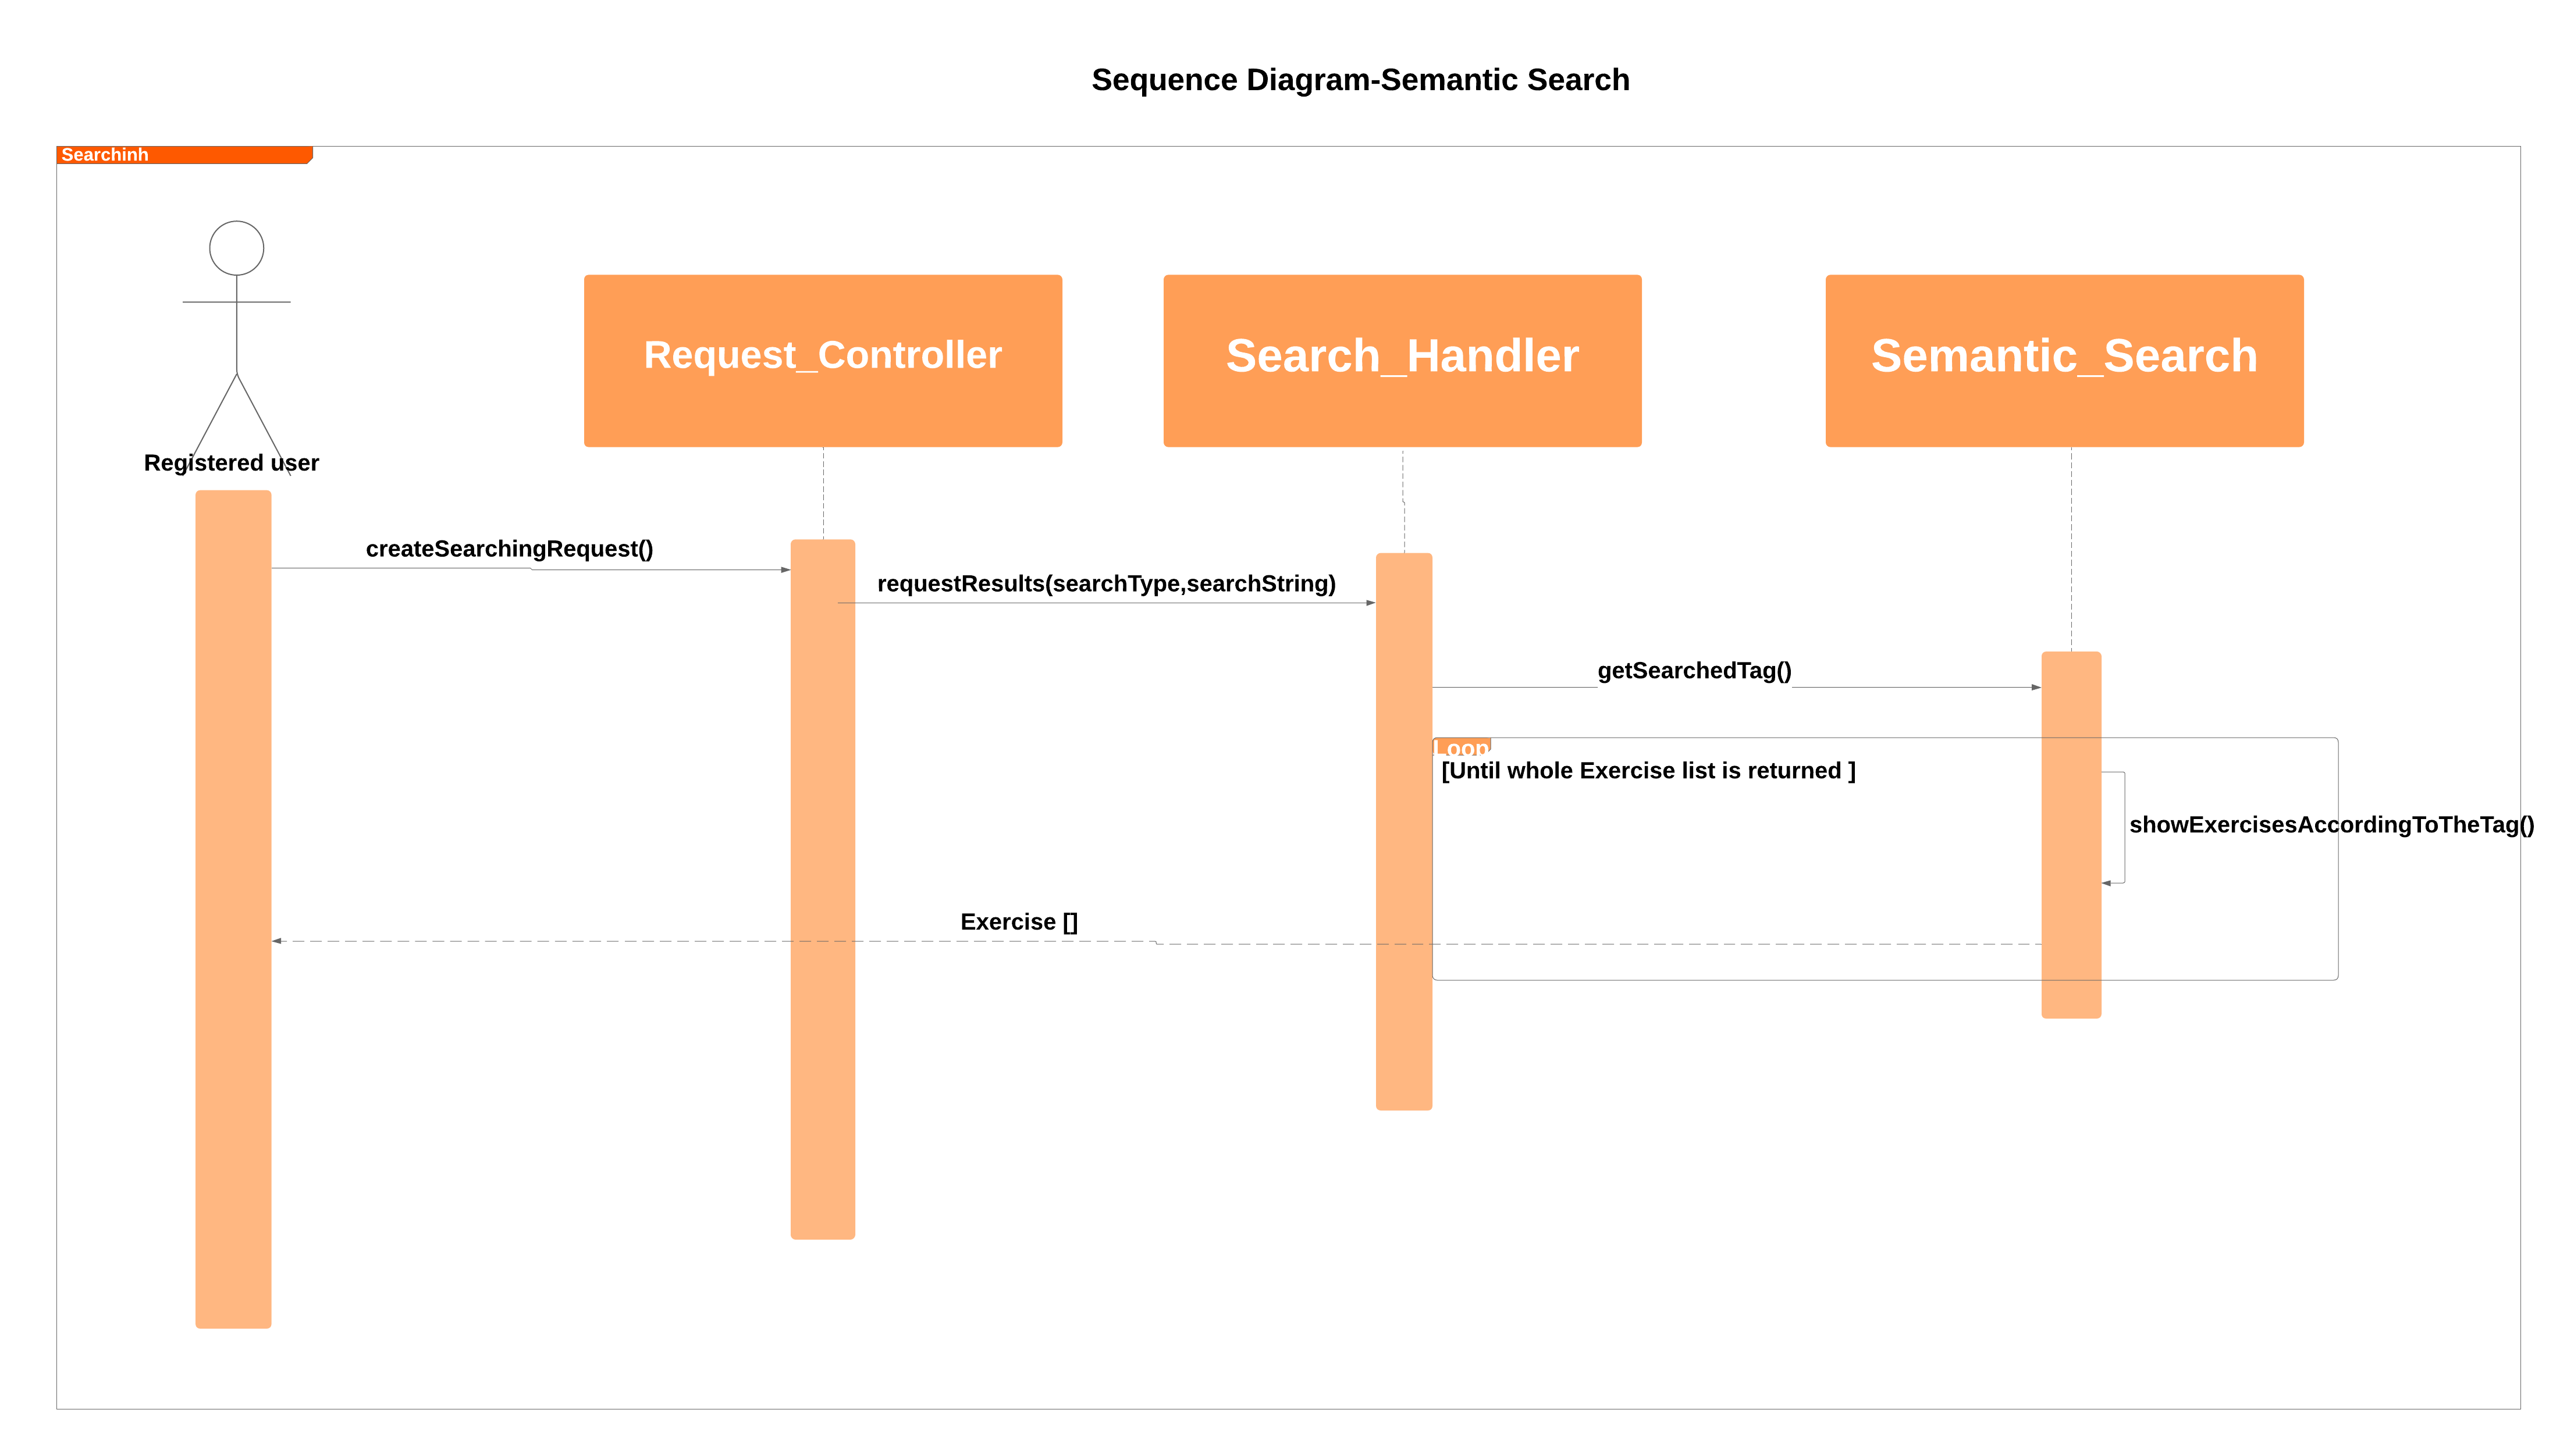 Sequence Diagram-Semantic Search
Searchinh
Request_Controller
Search_Handler
Semantic_Search
Registered user
createSearchingRequest()
requestResults(searchType,searchString)
getSearchedTag()
Loop
[Until whole Exercise list is returned ]
showExercisesAccordingToTheTag()
Exercise []